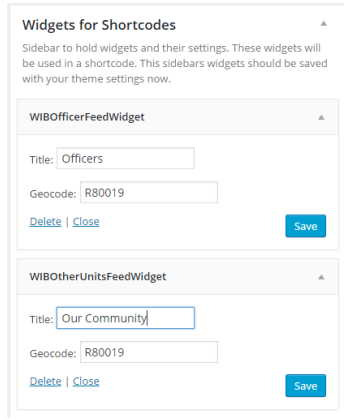 Widgets for Shortcodes
Sidebar to hold widgets and their settings. These widgets will
be used in a shortcode. This sidebars widgets should be saved
with your theme settings now.
WIBOfficerFeedWidget
Title: Officers
Geocode: R80019
Delete | Close
Save
WIBOtherUnitsFeedWidget
Title: Our Community
Geocode: R80019
Delete | Close
Save